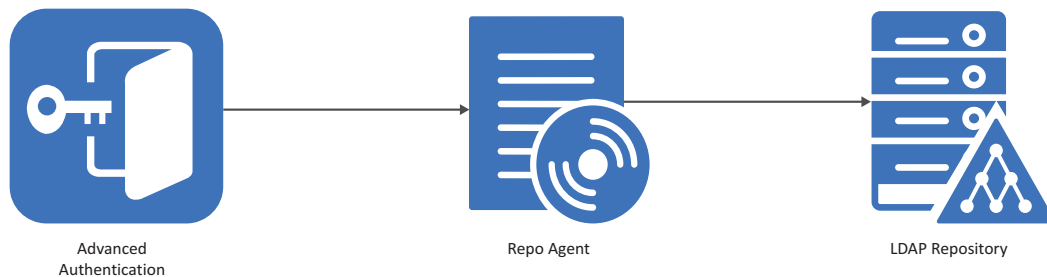 Advanced
Authentication
Repo Agent
LDAP Repository